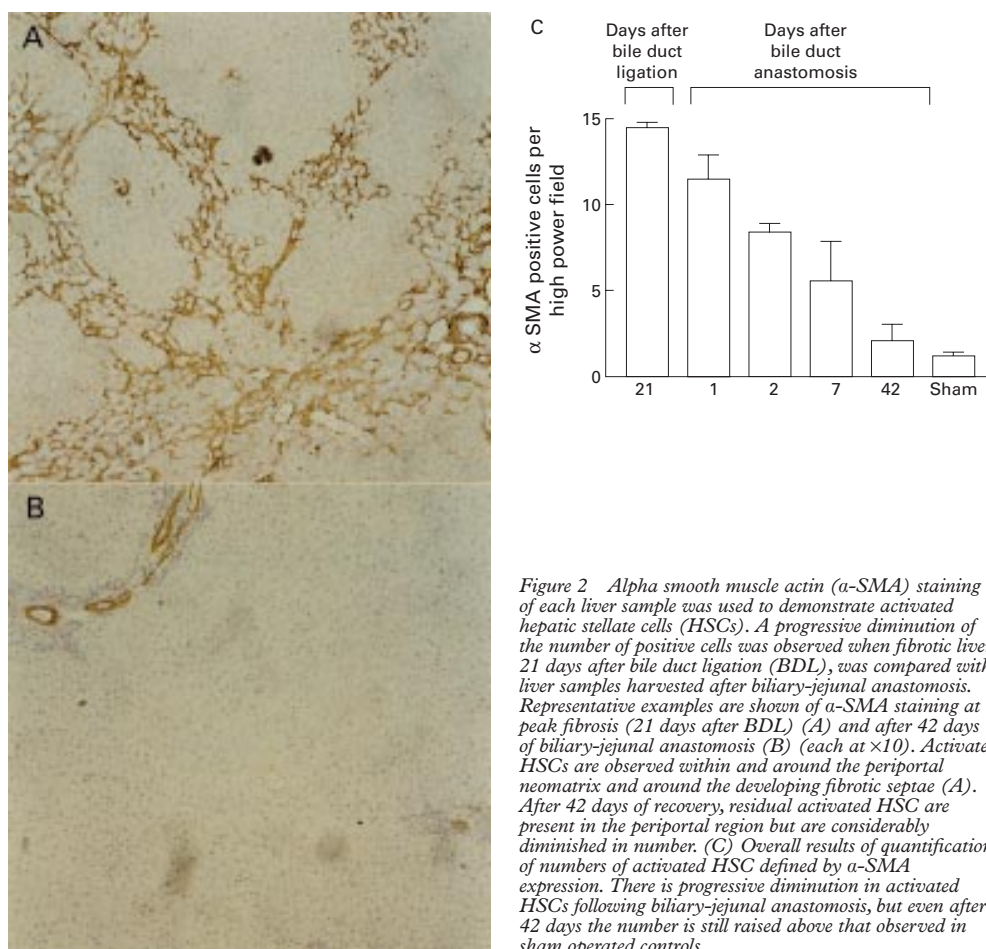 A
B
C
Days after
bile duct
ligation
Days after
bile duct
anastomosis
α SMA positive cells per
high power field
15
10
5
0
21 1 2 7 42 Sham
Figure 2 Alpha smooth muscle actin (α-SMA) staining
of each liver sample was used to demonstrate activated
hepatic stellate cells (HSCs). A progressive diminution of
the number of positive cells was observed when fibrotic live
21 days after bile duct ligation (BDL), was compared with
liver samples harvested after biliary-jejunal anastomosis.
Representative examples are shown of α-SMA staining at
peak fibrosis (21 days after BDL) (A) and after 42 days
of biliary-jejunal anastomosis (B) (each at ×10). Activate
HSCs are observed within and around the periportal
neomatrix and around the developing fibrotic septae (A).
After 42 days of recovery, residual activated HSC are
present in the periportal region but are considerably
diminished in number. (C) Overall results of quantification
of numbers of activated HSC defined by α-SMA
expression. There is progressive diminution in activated
HSCs following biliary-jejunal anastomosis, but even after
42 days the number is still raised above that observed in
sham operated controls